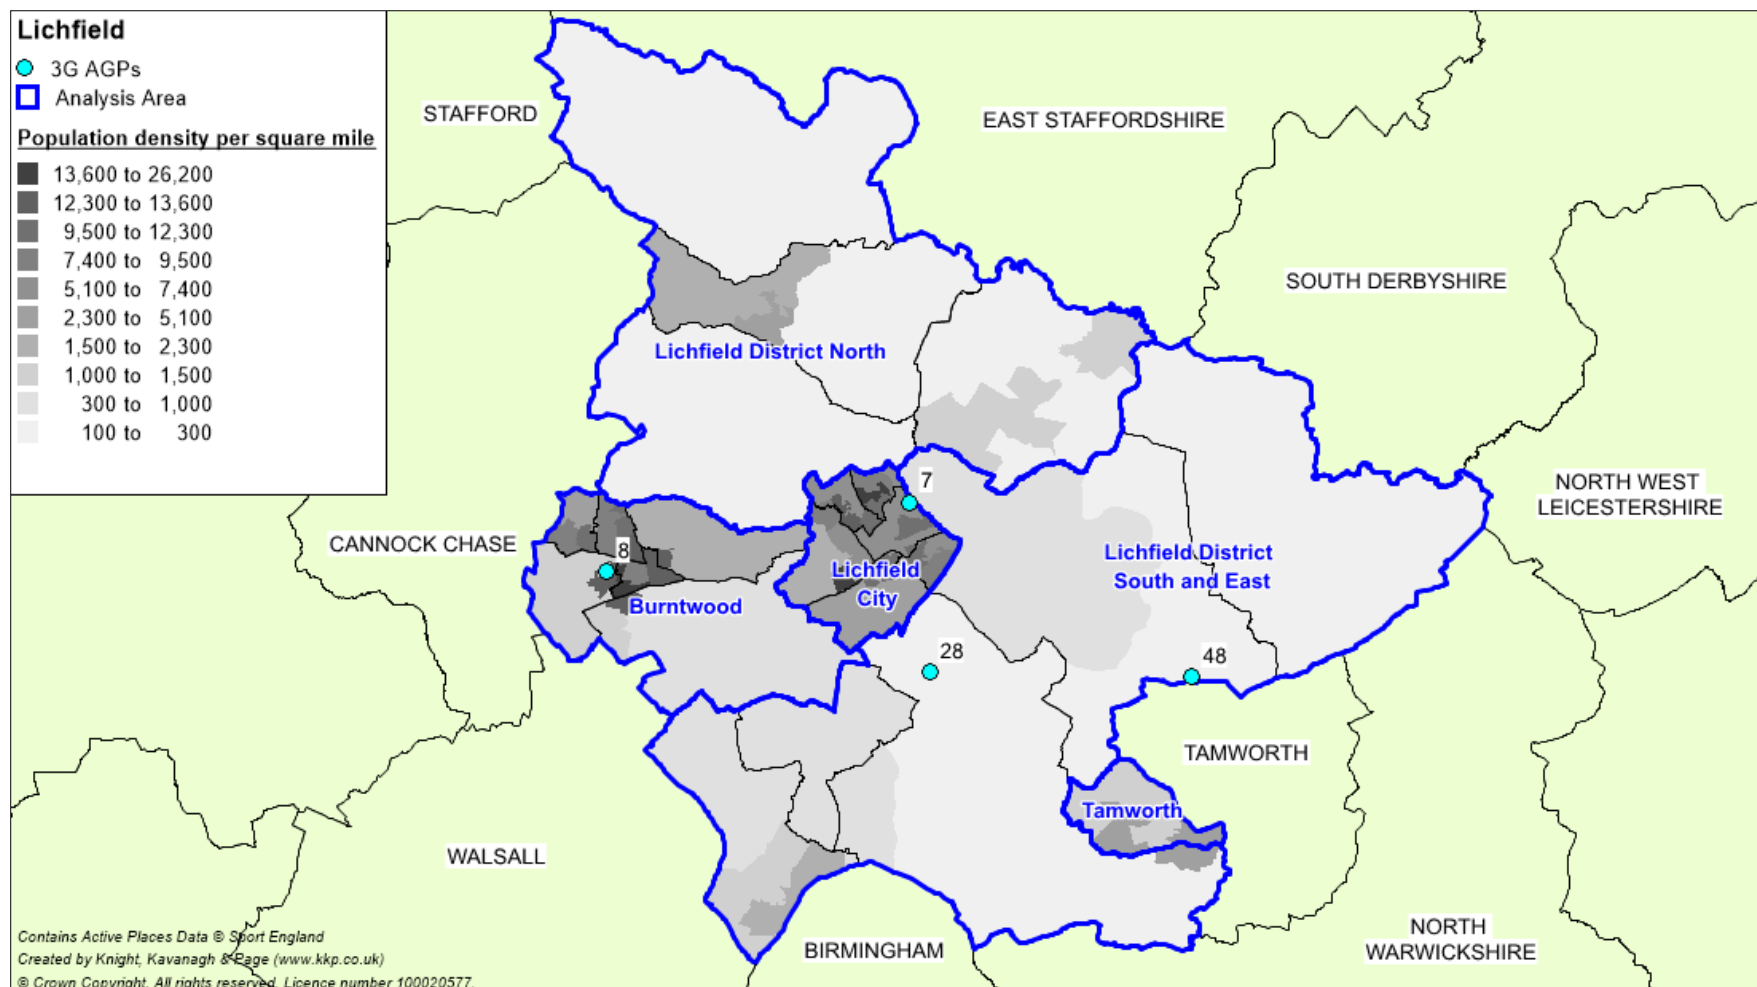 Lichfield
3G AGPs
Analysis Area
Population density per square mile
13,600 to 26,200
12,300 to 13,600
9,500 to 12,300
7,400 to 9,500
5,100 to 7,400
2,300 to 5,100
1,500 to 2,300
1,000 to 1,500
300 to 1,000
100 to 300
STAFFORD
EAST STAFFORDSHIRE
SOUTH DERBYSHIRE
Lichfield District North
NORTH WEST
LEICESTERSHIRE
7
CANNOCK CHASE
8
Lichfield District
South and East
Lichfield
City
Burntwood
28
48
TAMWORTH
Tamworth
WALSALL
BIRMINGHAM
NORTH
WARWICKSHIRE
Contains Active Places Data © Sport England
Created by Knight, Kavanagh & Page (www.kkp.co.uk)
© Crown Copyright. All rights reserved. Licence number 100020577.